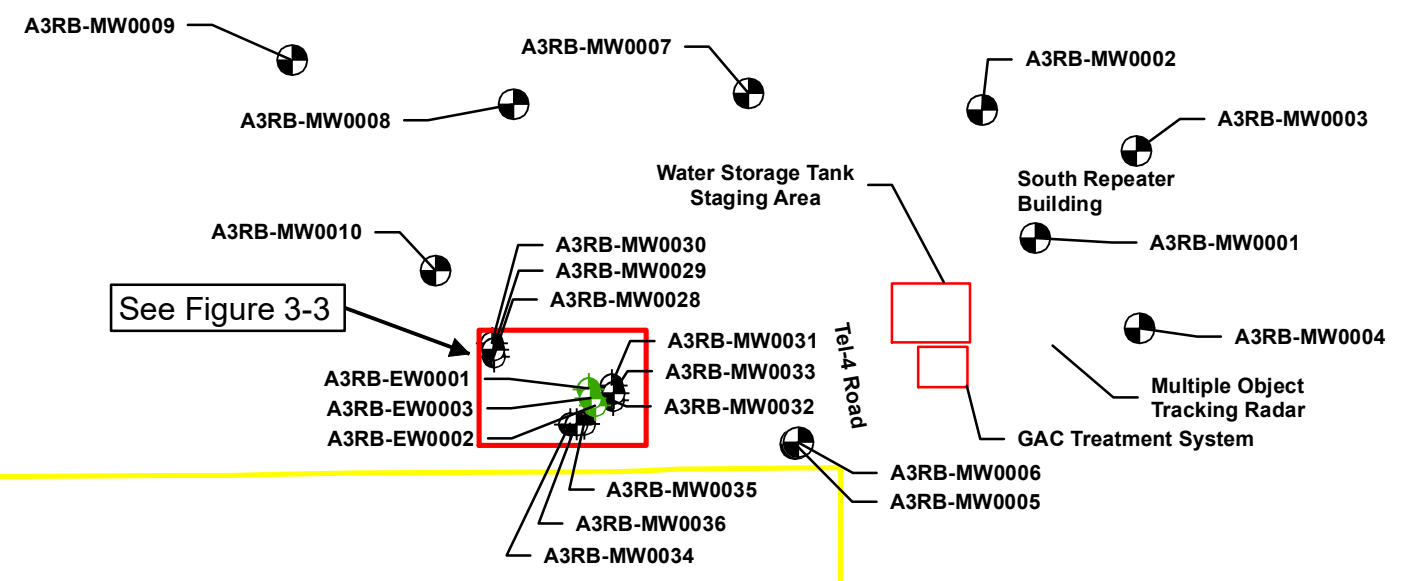 A3RB-MW0009
A3RB-MW0007
A3RB-MW0002
A3RB-MW0008
A3RB-MW0003
Water Storage Tank
Staging Area
South Repeater
Building
A3RB-MW0010
A3RB-MW0030
A3RB-MW0001
A3RB-MW0029
A3RB-MW0028
See Figure 3-3
A3RB-MW0031
A3RB-MW0004
A3RB-MW0033
A3RB-EW0001
A3RB-MW0032
A3RB-EW0003
A3RB-EW0002
Tel-4 Road
Multiple Object
Tracking Radar
GAC Treatment System
A3RB-MW0006
A3RB-MW0005
A3RB-MW0035
A3RB-MW0036
A3RB-MW0034